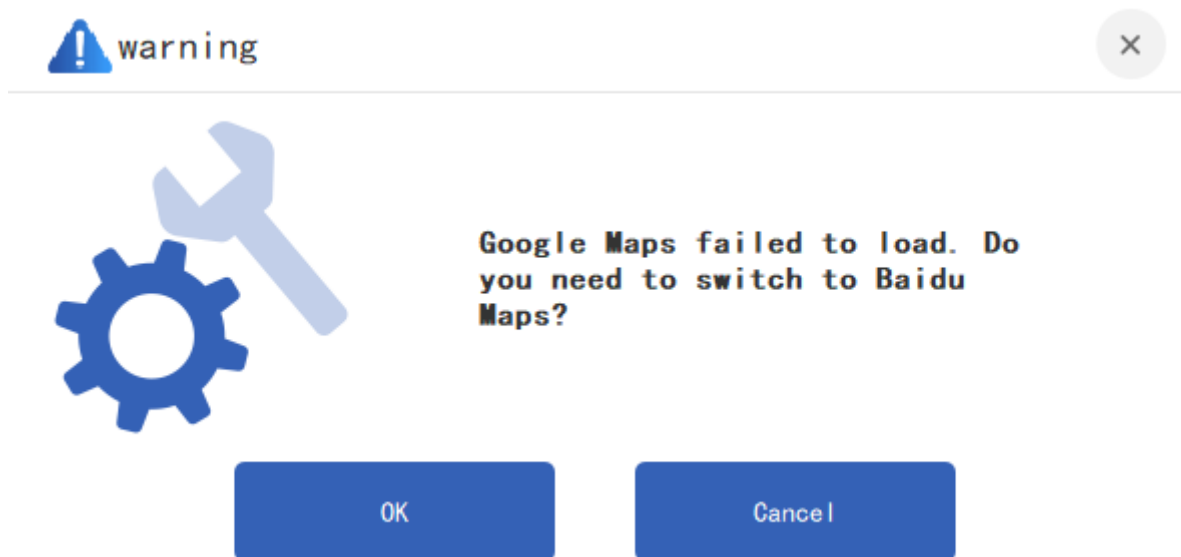 warning
Google Maps failed to load. Do
you need to switch to Baidu
Maps?
OK
Cancel